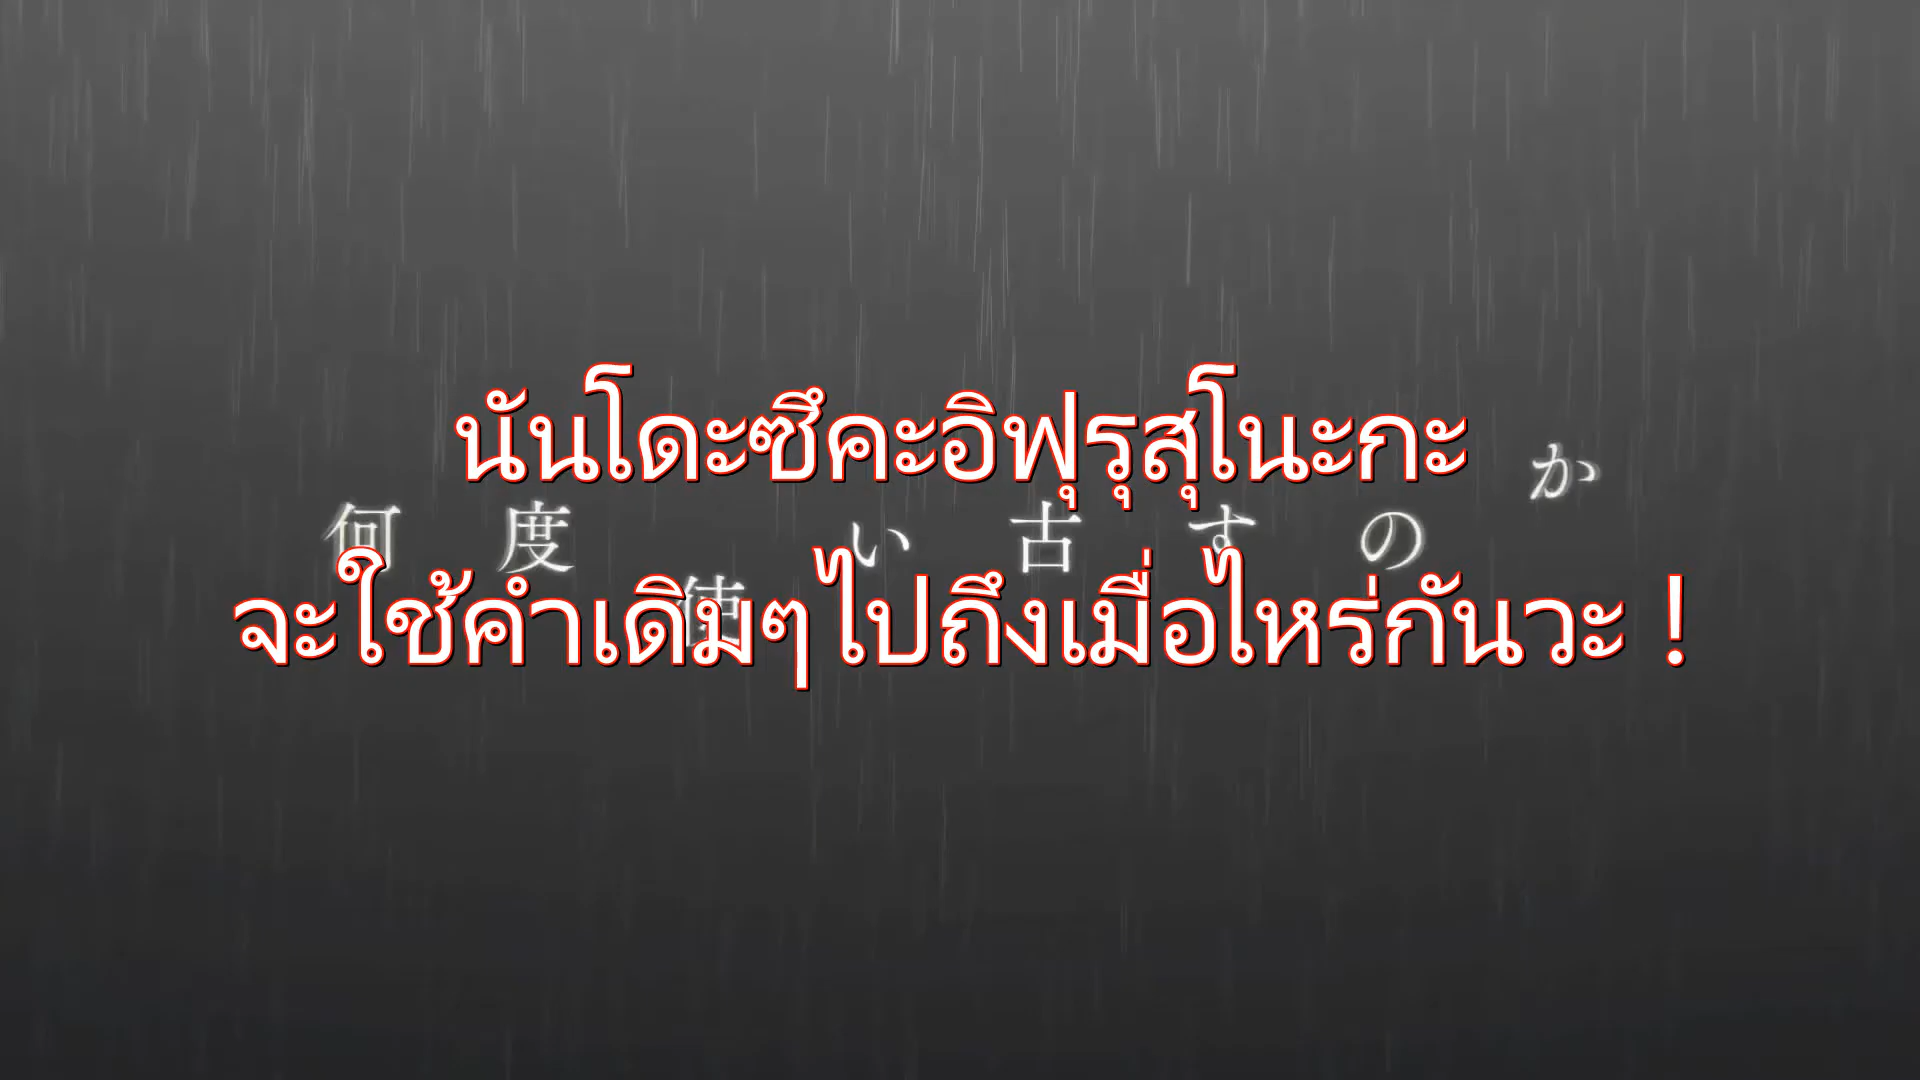 นันโดะซึคะอิฟุรุสุโนะกะ
何度使い古すのか
จะใช้คำเดิมๆไปถึงเมื่อไหร่กันวะ !